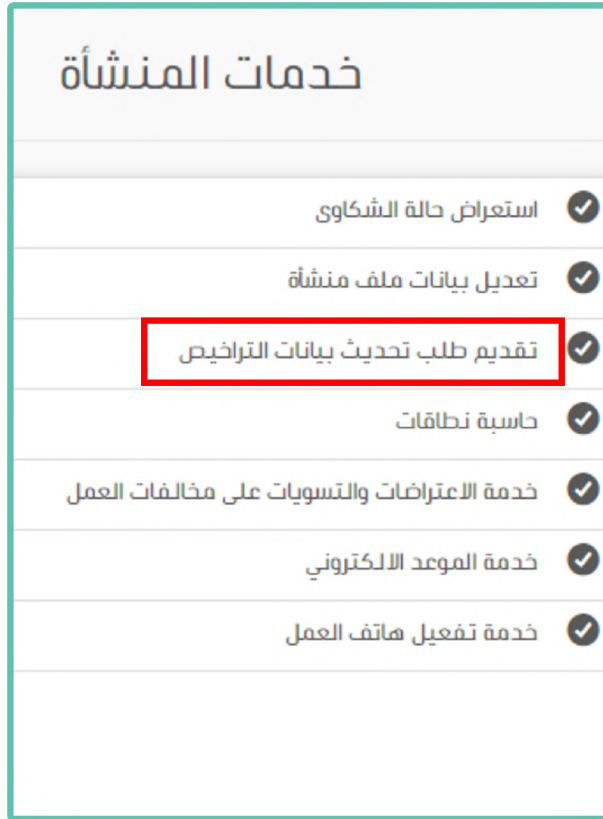 خدمات المنشأة
استعراض حالة الشكاوى
تعديل بيانات ملف منشأة
تقديم طلب تحديث بيانات التراخيص
حاسبة نطاقات
خدمة الاعتراضات والتسويات على مخالفات العمل
خدمة الموعد الالكتروني
خدمة تفعيل هاتف العمل